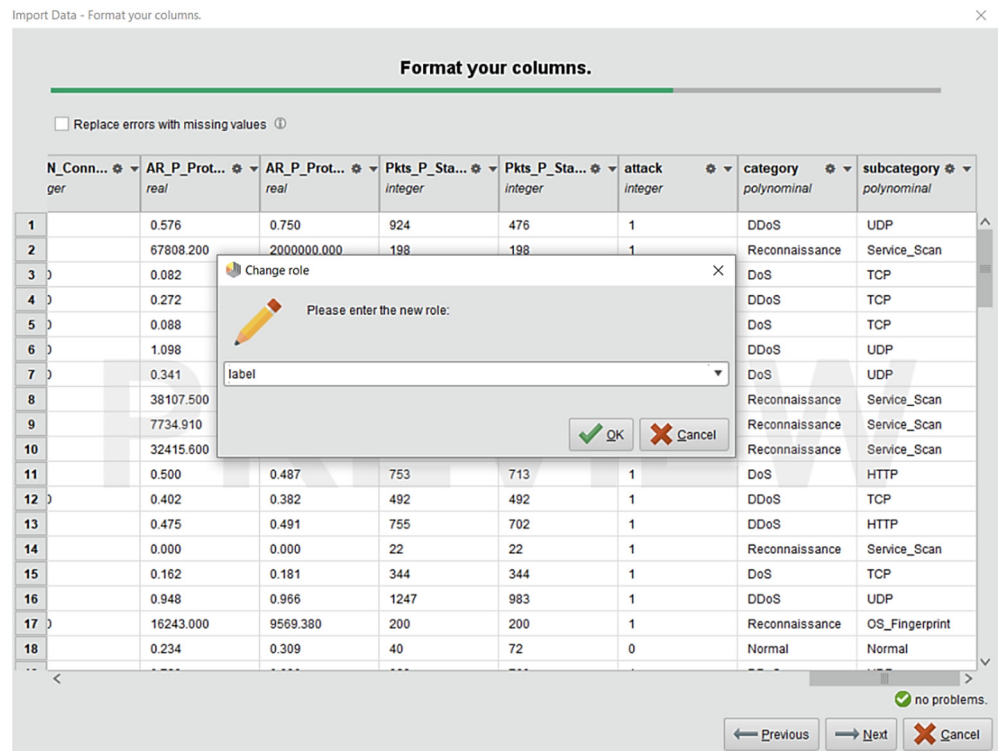 Import Data - Format your columns.
Format your columns.
Replace errors with missing values
N_Conn... AR_P_Prot... AR_P_Prot... Pkts_P_Sta... Pkts_P_Sta... attack category subcategory
ger real real integer integer integer polynominal polynominal
1 0.576 0.750 924 476 1 DDoS UDP
2 67808.200 2000000.000 198 198 1 Reconnaissance Service_Scan
3 0.082 DoS TCP
4 0.272 DDoS TCP
5 0.088 DoS TCP
6 1.098 DDoS UDP
7 0.341 DoS UDP
8 38107.500 Reconnaissance Service_Scan
9 7734.910 Reconnaissance Service_Scan
10 32415.600 Reconnaissance Service_Scan
Change role
Please enter the new role:
label
OK Cancel
11 0.500 0.487 753 713 1 DoS HTTP
12 0.402 0.382 492 492 1 DDoS TCP
13 0.475 0.491 755 702 1 DDoS HTTP
14 0.000 0.000 22 22 1 Reconnaissance Service_Scan
15 0.162 0.181 344 344 1 DoS TCP
16 0.948 0.966 1247 983 1 DDoS UDP
17 16243.000 9569.380 200 200 1 Reconnaissance OS_Fingerprint
18 0.234 0.309 40 72 0 Normal Normal
no problems.
Previous Next Cancel